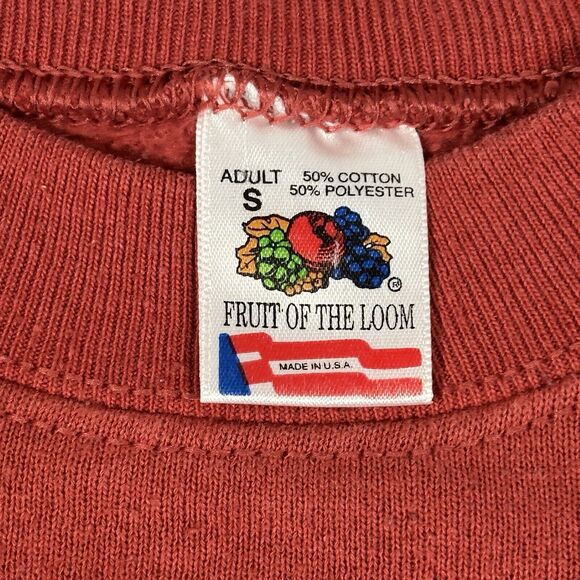 ADULT 50% COTTON
S 50% POLYESTER
®
FRUIT OF THE LOOM
MADE IN U.S.A.